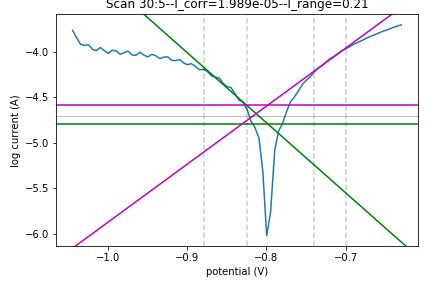 Scan 30:5--I_corr=1.989e-05--I_range=0.21
−4.0
−4.5
−5.0
−5.5
−6.0
log current (A)
−1.0 −0.9 −0.8 −0.7
potential (V)